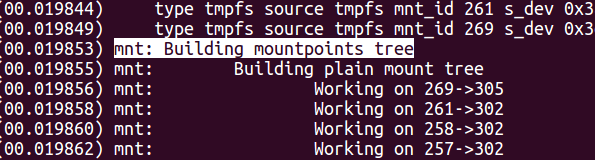 (00.019844)     type tmpfs source tmpfs mnt_id 261 s_dev 0x3
(00.019849)     type tmpfs source tmpfs mnt_id 269 s_dev 0x3
(00.019853) mnt: Building mountpoints tree
(00.019855) mnt:        Building plain mount tree
(00.019856) mnt:                Working on 269->305
(00.019858) mnt:                Working on 261->302
(00.019860) mnt:                Working on 258->302
(00.019862) mnt:                Working on 257->302